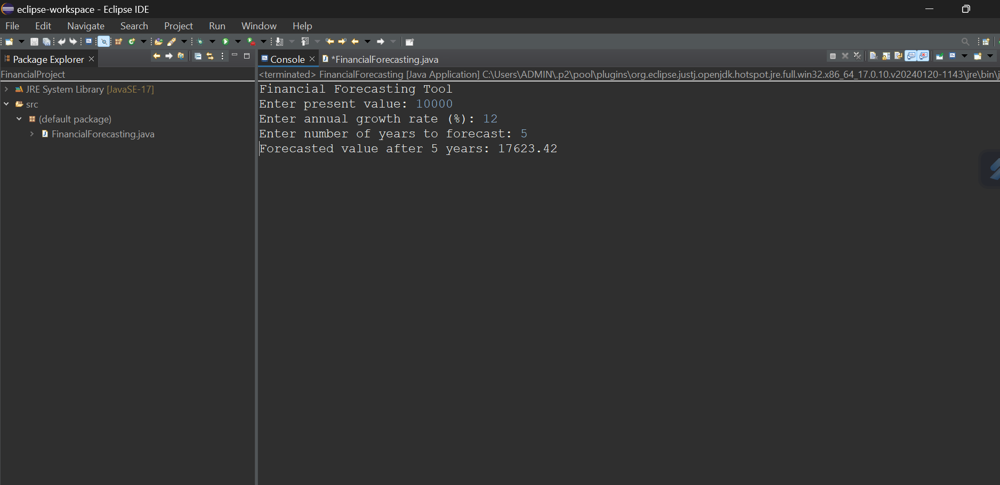 eclipse-workspace - Eclipse IDE
File Edit Navigate Search Project Run Window Help
Package Explorer
Console *FinancialForecasting.java
FinancialProject
<terminated> FinancialForecasting [Java Application] C:\Users\ADMIN\.p2\pool\plugins\org.eclipse.justj.openjdk.hotspot.jre.full.win32.x86_64_17.0.10.v20240120-1143\jre\bin\j
JRE System Library [JavaSE-17]
src
(default package)
FinancialForecasting.java
Financial Forecasting Tool
Enter present value: 10000
Enter annual growth rate (%): 12
Enter number of years to forecast: 5
Forecasted value after 5 years: 17623.42